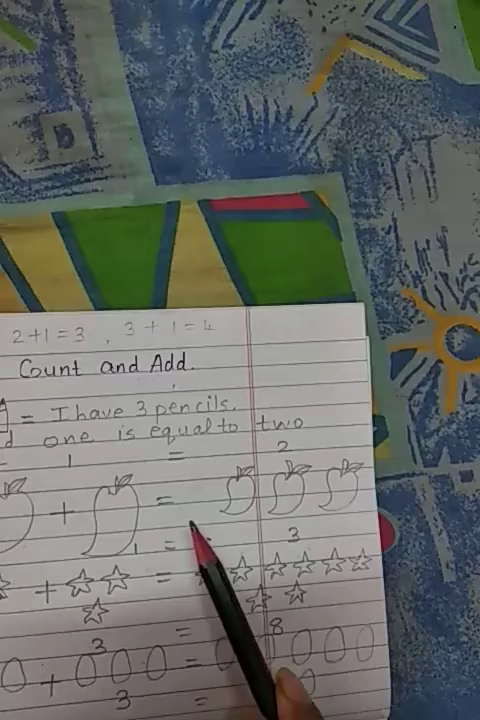 2+1=3 , 3+1=4
Count and Add.
= I have 3 pencils.
one is equal to two
1 = 2
+ =
1 = 3
+ =
3 = 8
+ =
3 =
D